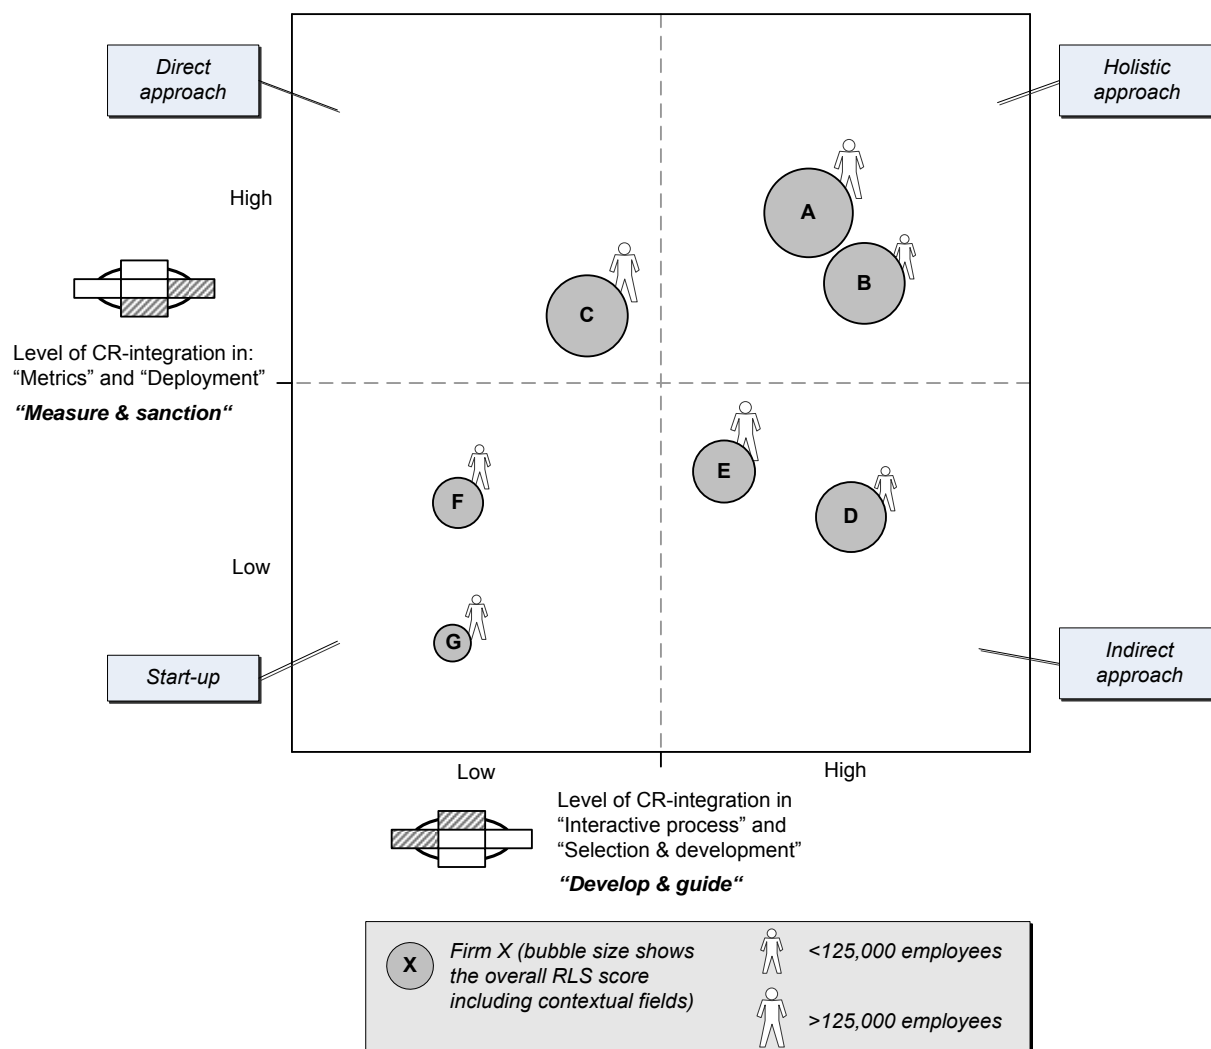 Direct
approach
Holistic
approach
High
A
B
C
Level of CR-integration in:
“Metrics” and “Deployment”
“Measure & sanction“
E
F
D
Low
G
Start-up
Indirect
approach
Low
High
Level of CR-integration in
“Interactive process” and
“Selection & development”
“Develop & guide“
X
Firm X (bubble size shows
the overall RLS score
including contextual fields)
<125,000 employees
>125,000 employees